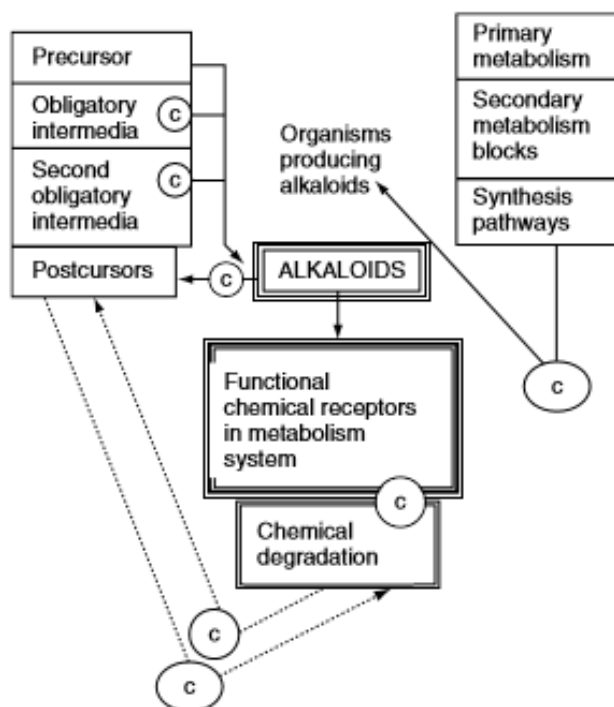 Precursor
Obligatory
intermedia
C
Second
obligatory
intermedia
C
Postcursors
C
ALKALOIDS
Organisms
producing
alkaloids
Primary
metabolism
Secondary
metabolism
blocks
Synthesis
pathways
C
Functional
chemical receptors
in metabolism
system
C
Chemical
degradation
C
C